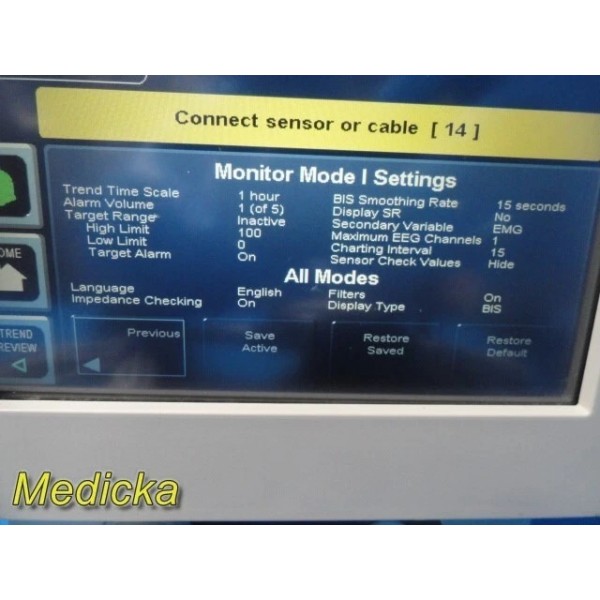 Connect sensor or cable [ 14 ]
Monitor Mode I Settings
Trend Time Scale 1 hour
Alarm Volume 1 (of 5)
Target Range Inactive
High Limit 100
Low Limit 0
Target Alarm On
BIS Smoothing Rate 15 seconds
Display SR No
Secondary Variable EMG
Maximum EEG Channels 1
Charting Interval 15
Sensor Check Values Hide
All Modes
Language English
Impedance Checking On
Filters On
Display Type BIS
OME
TREND
REVIEW
Previous
Save
Active
Restore
Saved
Restore
Default
Medicka